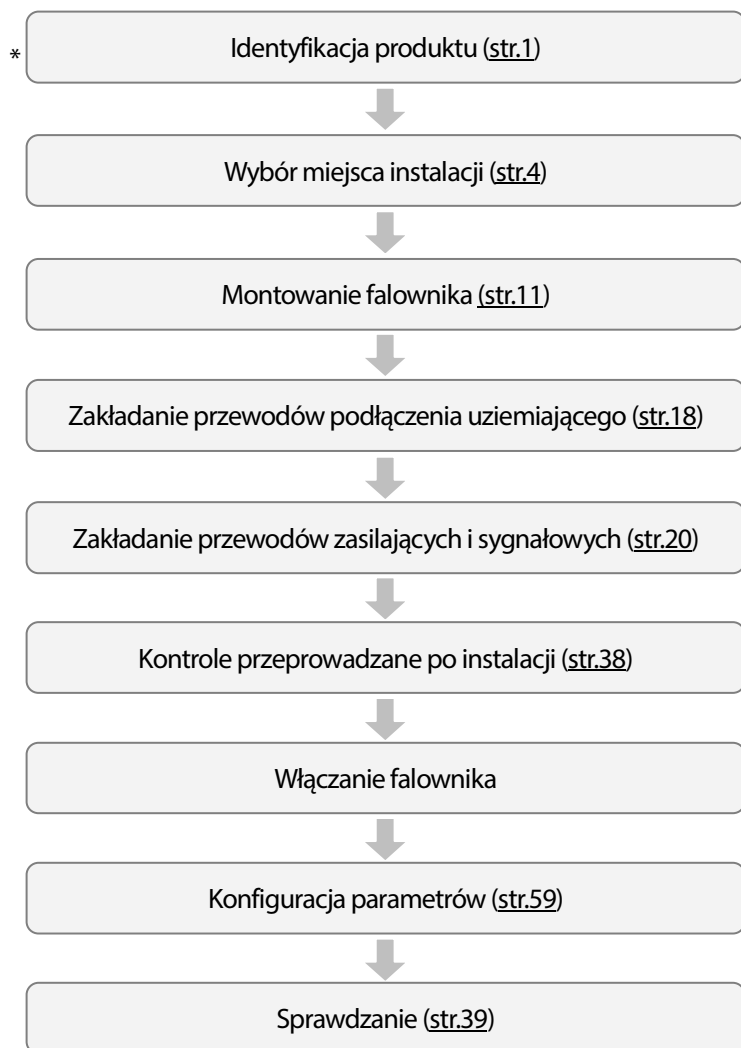 * Identyfikacja produktu (str.1)
Wybór miejsca instalacji (str.4)
Montowanie falownika (str.11)
Zakładanie przewodów podłączenia uziemiającego (str.18)
Zakładanie przewodów zasilających i sygnałowych (str.20)
Kontrole przeprowadzane po instalacji (str.38)
Włączanie falownika
Konfiguracja parametrów (str.59)
Sprawdzanie (str.39)